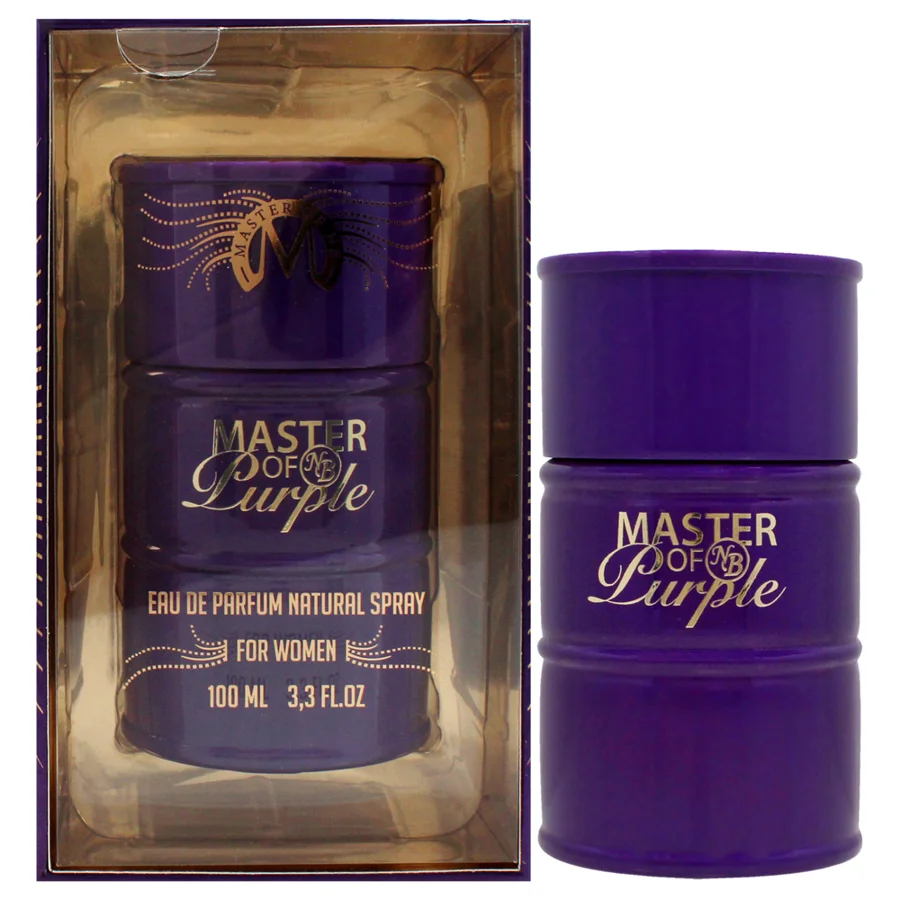 MASTER
M
MASTER
OF NB
Purple
EAU DE PARFUM NATURAL SPRAY
FOR WOMEN
100 ML 3,3 FL.OZ
MASTER
OF NB
Purple